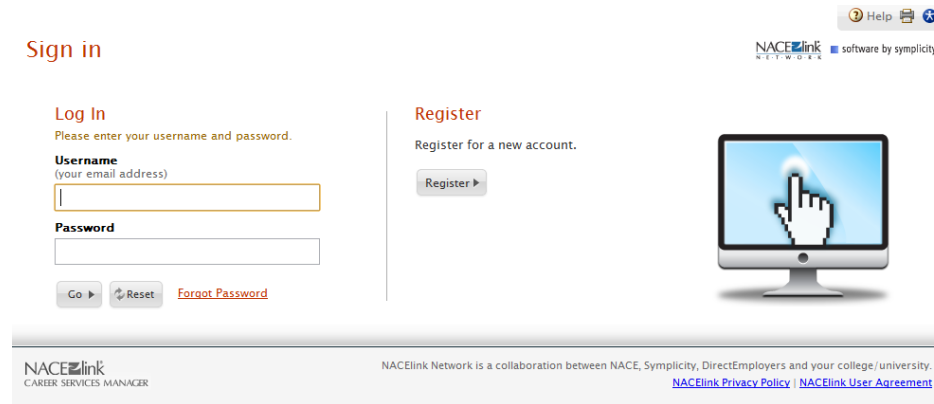 Help
Sign in
NACElink
N·E·T·W·O·R·K
software by symplicity
Log In
Please enter your username and password.
Username
(your email address)
Password
Go
Reset
Forgot Password
Register
Register for a new account.
Register
NACElink
CAREER SERVICES MANAGER
NACElink Network is a collaboration between NACE, Symplicity, DirectEmployers and your college/university.
NACElink Privacy Policy | NACElink User Agreement